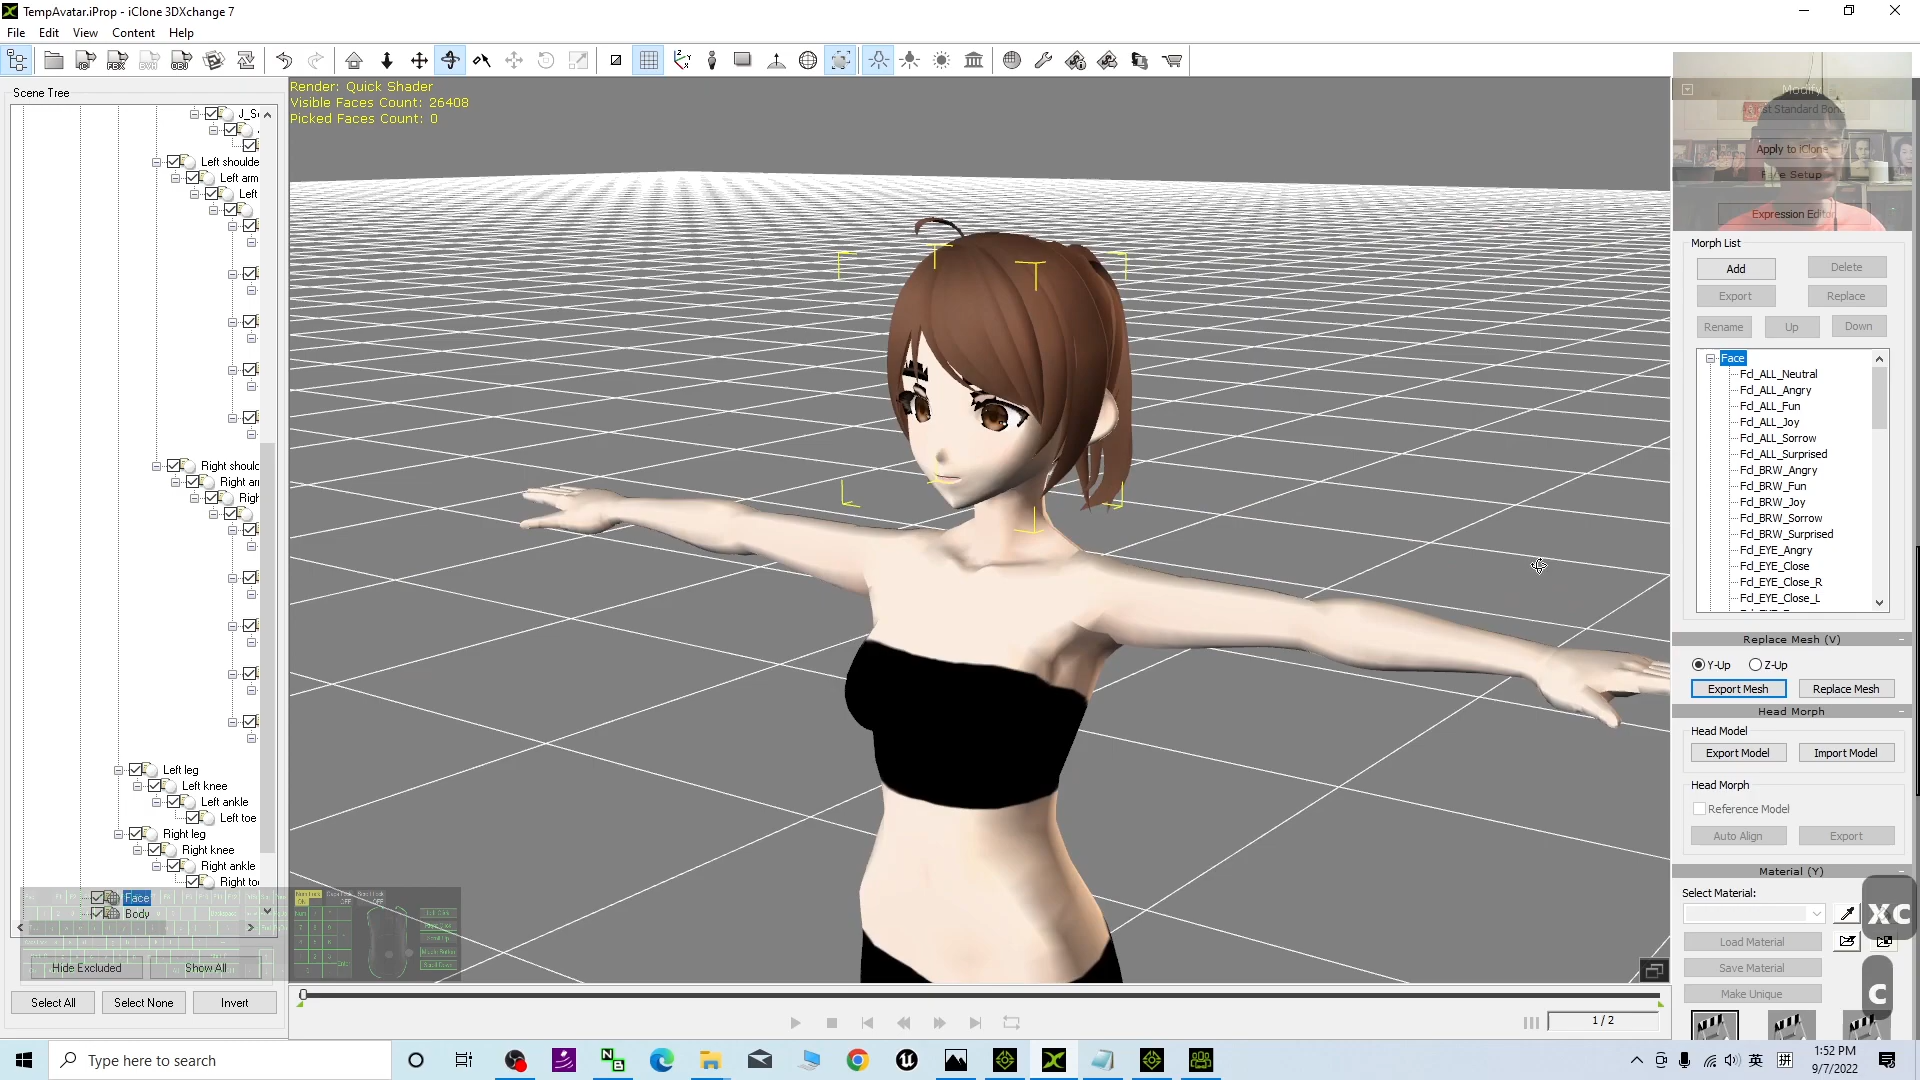 TempAvatar.iProp - iClone 3DXchange 7
File Edit View Content Help
Scene Tree
Left shoulde
Left arm
Left
Right shoulc
Right arı
Righ
Left leg
Left knee
Left ankle
Left toe
Right leg
Right knee
Right ankle
Right to
Face
Body
Hide Excluded Show All
Select All Select None Invert
Render: Quick Shader
Visible Faces Count: 26408
Picked Faces Count: 0
1 / 2
Modify
Apply to iClone
Face Setup
Expression Editor
Morph List
Add Delete
Export Replace
Rename Up Down
Face
Fcl_ALL_Neutral
Fcl_ALL_Angry
Fcl_ALL_Fun
Fcl_ALL_Joy
Fcl_ALL_Sorrow
Fcl_ALL_Surprised
Fcl_BRW_Angry
Fcl_BRW_Fun
Fcl_BRW_Joy
Fcl_BRW_Sorrow
Fcl_BRW_Surprised
Fcl_EYE_Angry
Fcl_EYE_Close
Fcl_EYE_Close_R
Fcl_EYE_Close_L
Replace Mesh (V)
Y-Up Z-Up
Export Mesh Replace Mesh
Head Morph
Head Model
Export Model Import Model
Head Morph
Reference Model
Auto Align Export
Material (Y)
Select Material:
Load Material
Save Material
Make Unique
XC
C
Type here to search
英 拼
1:52 PM
9/7/2022